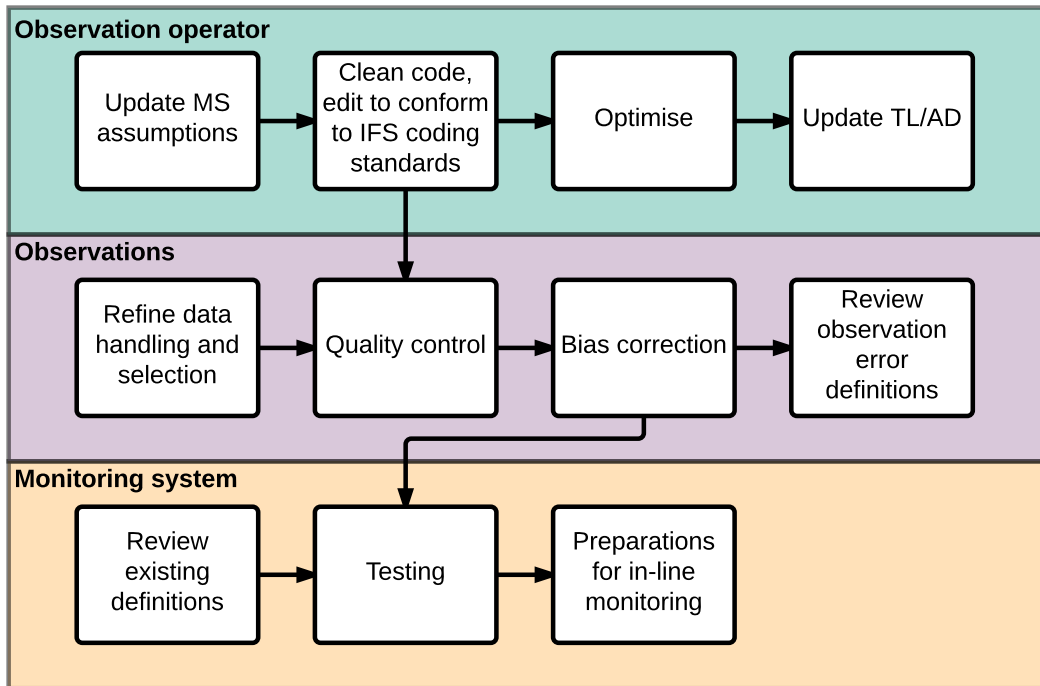 Observation operator
Update MS
assumptions
Clean code,
edit to conform
to IFS coding
standards
Optimise
Update TL/AD
Observations
Refine data
handling and
selection
Quality control
Bias correction
Review
observation
error
definitions
Monitoring system
Review
existing
definitions
Testing
Preparations
for in-line
monitoring